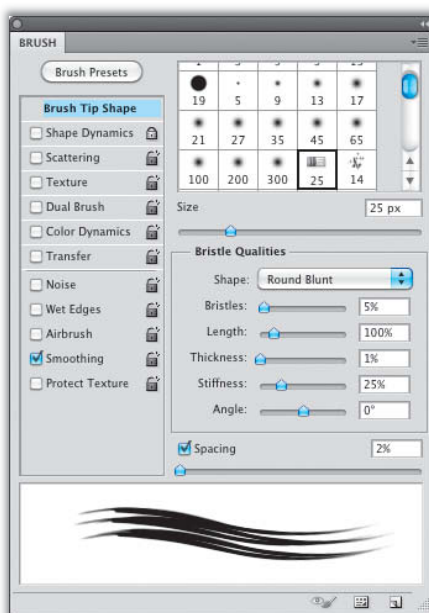 BRUSH
Brush Presets
Brush Tip Shape
Shape Dynamics
Scattering
Texture
Dual Brush
Color Dynamics
Transfer
Noise
Wet Edges
Airbrush
Smoothing
Protect Texture
19 5 9 13 17
21 27 35 45 65
100 200 300 25 14
Size 25 px
Bristle Qualities
Shape: Round Blunt
Bristles: 5%
Length: 100%
Thickness: 1%
Stiffness: 25%
Angle: 0°
Spacing 2%